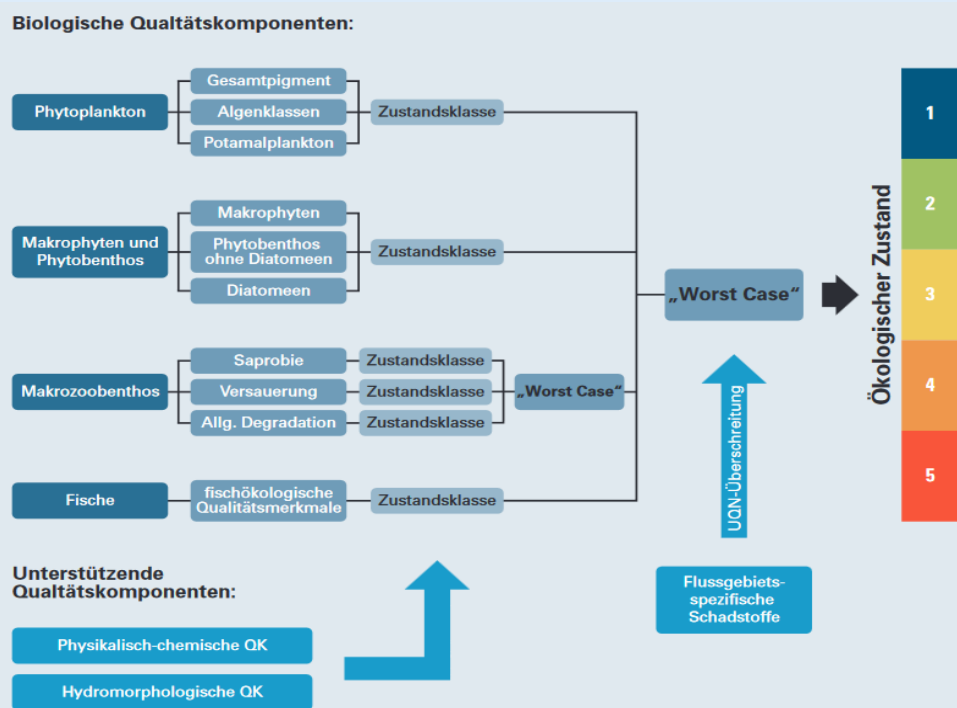 Biologische Qualtätskomponenten:
Phytoplankton
Gesamtpigment
Algenklassen
Potamalplankton
Zustandsklasse
Makrophyten und
Phytobenthos
Makrophyten
Phytobenthos
ohne Diatomeen
Diatomeen
Zustandsklasse
Makrozoobenthos
Saprobie
Zustandsklasse
Versauerung
Zustandsklasse
Allg. Degradation
Zustandsklasse
„Worst Case“
Fische
fischökologische
Qualitätsmerkmale
Zustandsklasse
„Worst Case“
Ökologischer Zustand
1
2
3
4
5
UQN-Überschreitung
Flussgebiets-
spezifische
Schadstoffe
Unterstützende
Qualtätskomponenten:
Physikalisch-chemische QK
Hydromorphologische QK